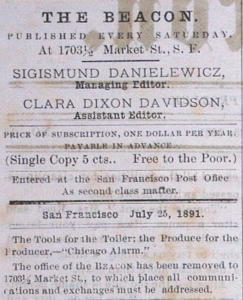 THE BEACON.
PUBLISHED EVERY SATURDAY.
At 1703½ Market St., S. F.
SIGISMUND DANIELEWICZ,
Managing Editor.
CLARA DIXON DAVIDSON,
Assistant Editor.
PRICE OF SUBSCRIPTION, ONE DOLLAR PER YEAR,
PAYABLE IN ADVANCE
(Single Copy 5 cts.. Free to the Poor.)
Entered at the San Francisco Post Ofice
As second class matter.
San Francisco July 25, 1891.
The Tools for the Toiler; the Produce for the
Producer,—"Chicago Alarm."
The office of the BEACON has been removed to
1703½ Market St., to which place all communi-
cations and exchanges must be addressed.